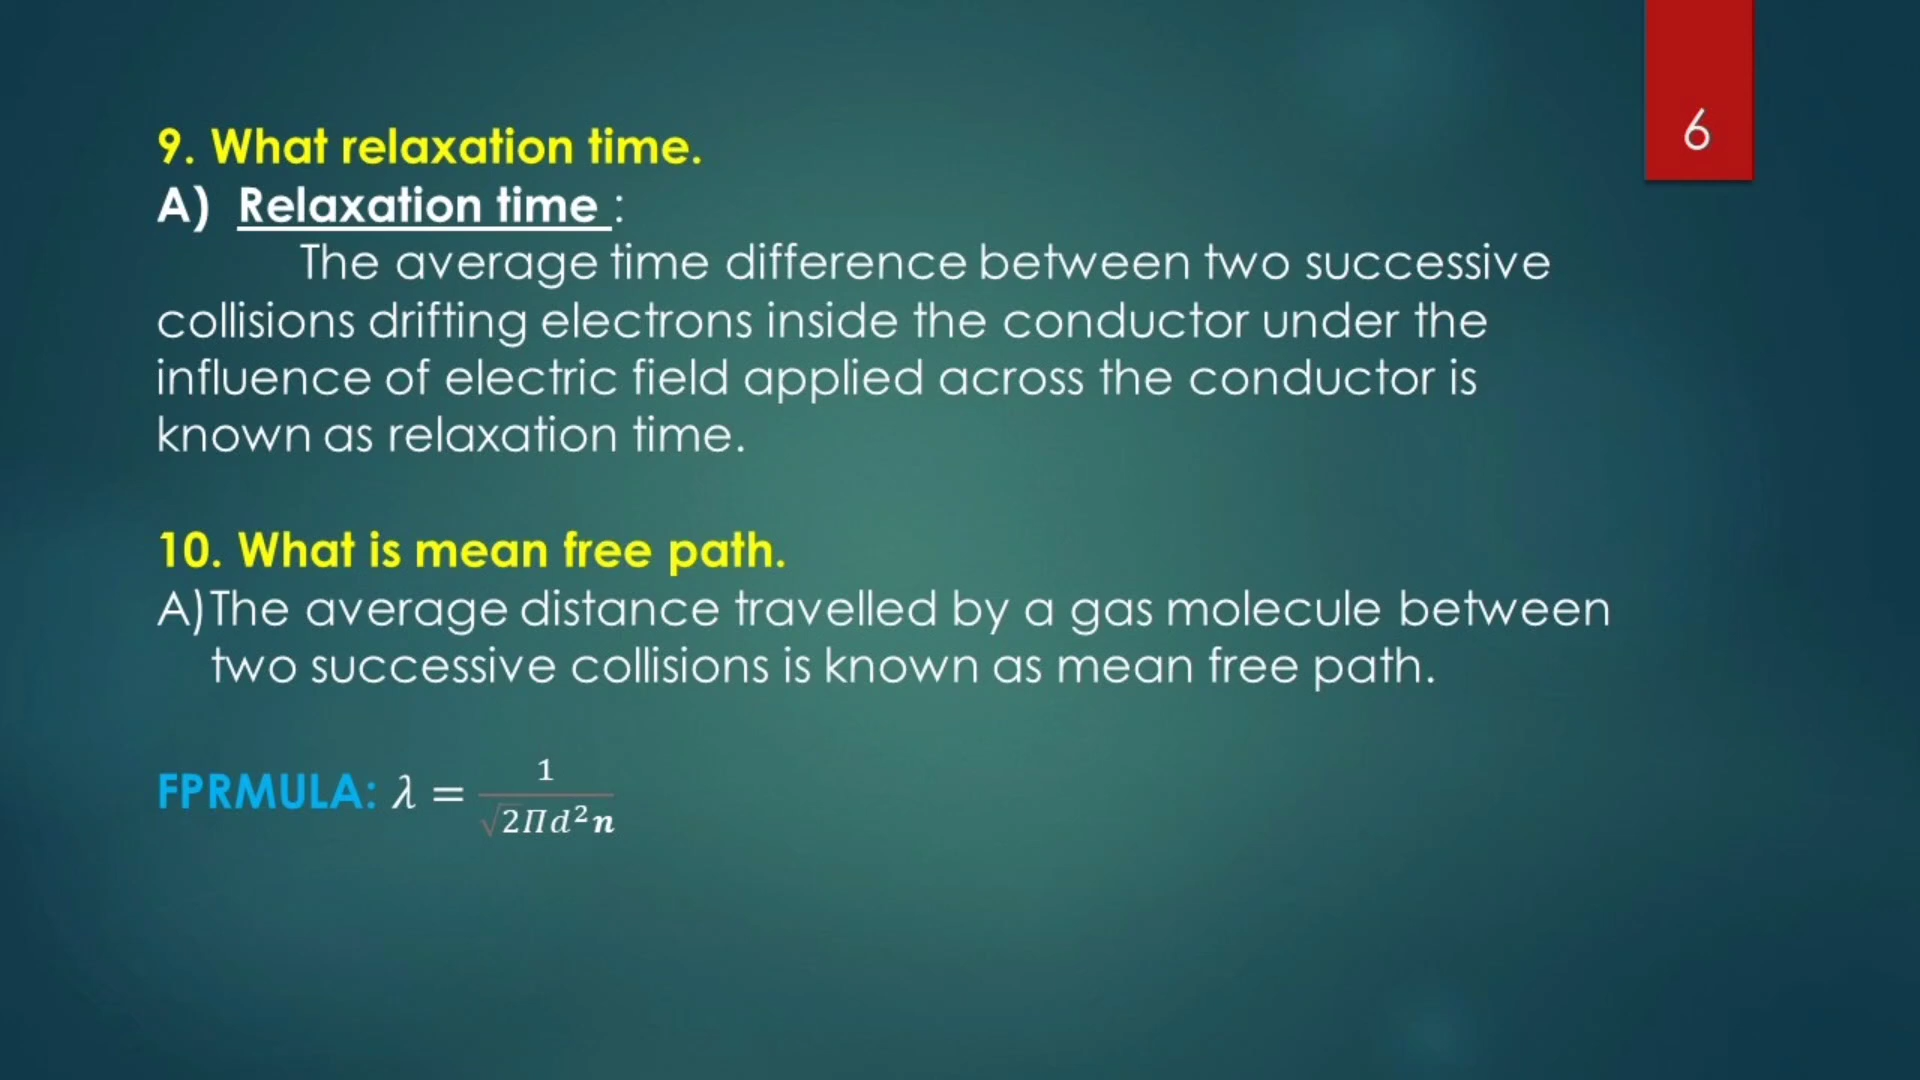 6
9. What relaxation time.
A) Relaxation time :
The average time difference between two successive
collisions drifting electrons inside the conductor under the
influence of electric field applied across the conductor is
known as relaxation time.
10. What is mean free path.
A)The average distance travelled by a gas molecule between
two successive collisions is known as mean free path.
FPRMULA: λ = 1/√2Πd²n